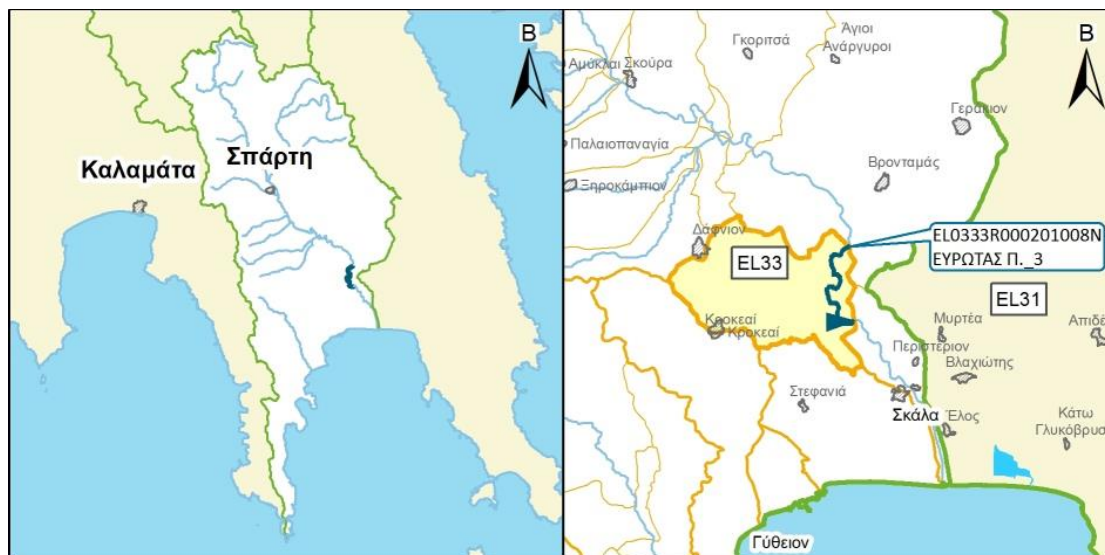 Β
Σπάρτη
Καλαμάτα
Β
Άγιοι
Ανάργυροι
Γκοριτσά
Αμύκλαι
Σκούρα
Γεράκιον
Παλαιοπαναγία
Βρονταμάς
Ξηροκάμπιον
Δάφνιον
EL0333R000201008N
ΕΥΡΩΤΑΣ Π._3
EL33
EL31
Κροκεαί
Κροκεαί
Μυρτέα
Απιδέ
Περιστέριον
Βλαχιώτης
Στεφανιά
Σκάλα
Έλος
Κάτω
Γλυκόβρυσ
Γύθειον